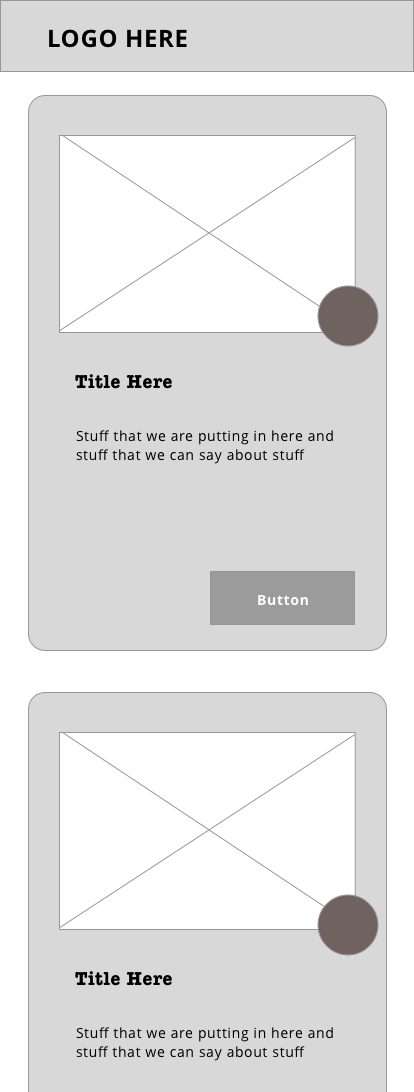 LOGO HERE
Title Here
Stuff that we are putting in here and
stuff that we can say about stuff
Button
Title Here
Stuff that we are putting in here and
stuff that we can say about stuff